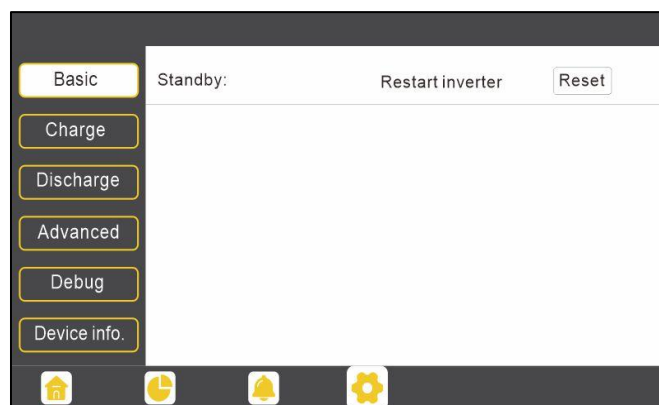 Basic
Standby:
Restart inverter
Reset
Charge
Discharge
Advanced
Debug
Device info.